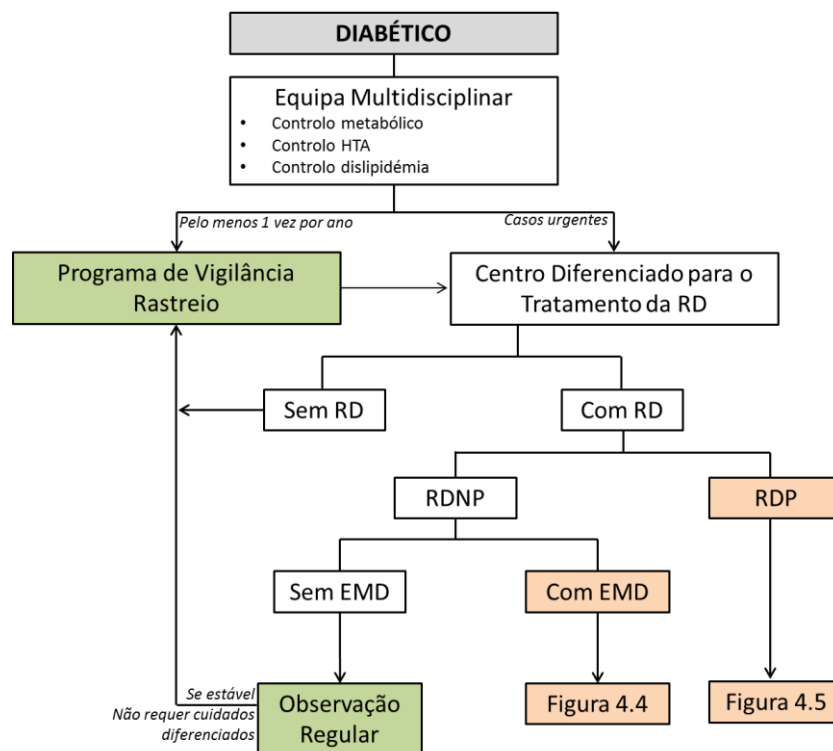 DIABÉTICO
Equipa Multidisciplinar
• Controlo metabólico
• Controlo HTA
• Controlo dislipidémia
Pelo menos 1 vez por ano
Casos urgentes
Programa de Vigilância
Rastreio
Centro Diferenciado para o
Tratamento da RD
Sem RD
Com RD
RDNP
RDP
Sem EMD
Com EMD
Se estável
Não requer cuidados
diferenciados
Observação
Regular
Figura 4.4
Figura 4.5